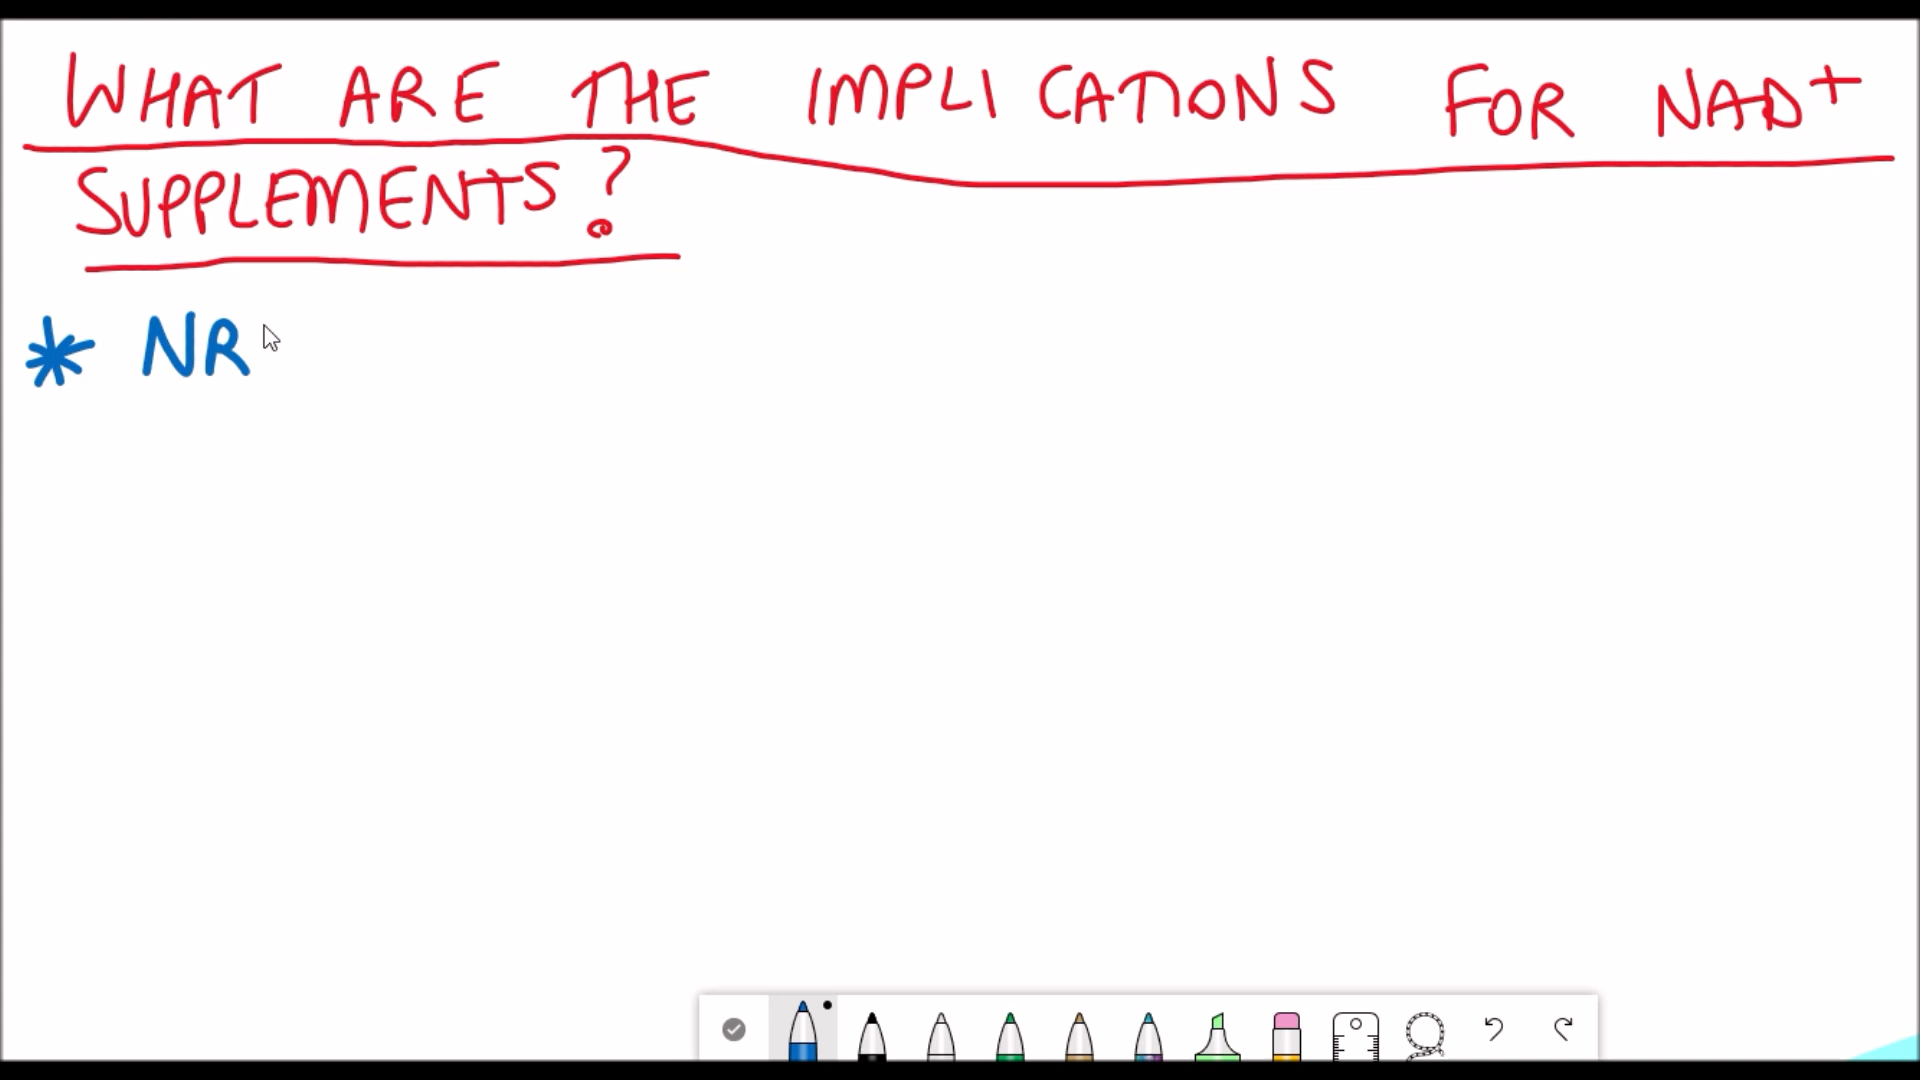 WHAT ARE THE IMPLICATIONS FOR NAD+
SUPPLEMENTS?
* NR